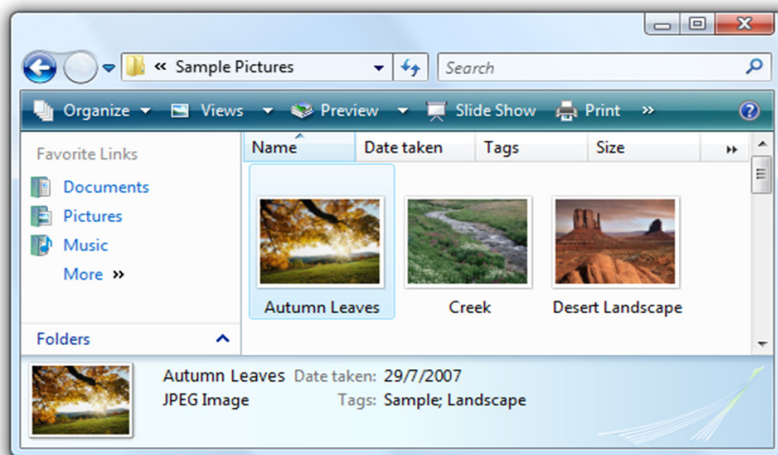 « Sample Pictures
Search
Organize Views Preview Slide Show Print »
Favorite Links
Documents
Pictures
Music
More »
Folders
Name Date taken Tags Size
Autumn Leaves Creek Desert Landscape
Autumn Leaves Date taken: 29/7/2007
JPEG Image Tags: Sample; Landscape